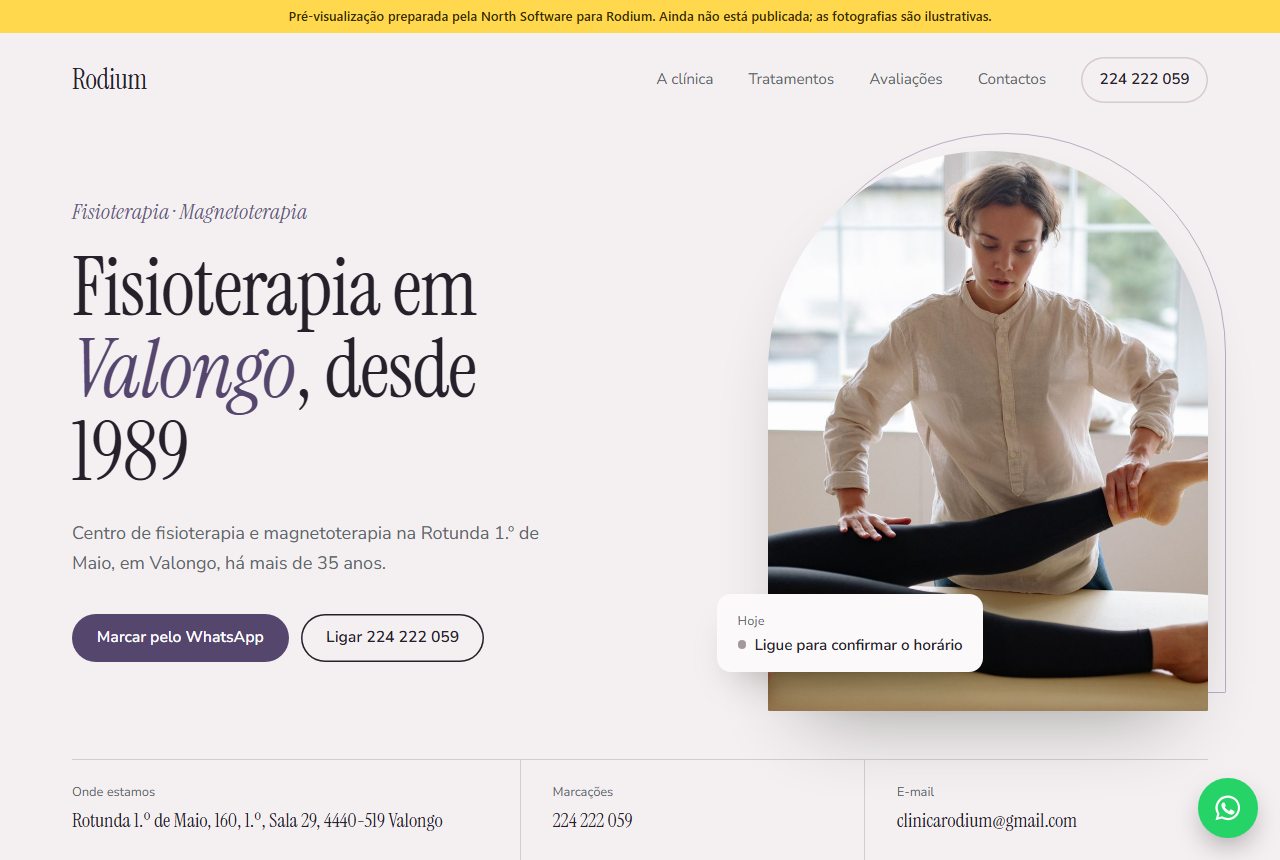 Pré-visualização preparada pela North Software para Rodium. Ainda não está publicada; as fotografias são ilustrativas.
Rodium
A clínica
Tratamentos
Avaliações
Contactos
224 222 059
Fisioterapia · Magnetoterapia
Fisioterapia em
Valongo, desde
1989
Centro de fisioterapia e magnetoterapia na Rotunda 1.º de
Maio, em Valongo, há mais de 35 anos.
Marcar pelo WhatsApp
Ligar 224 222 059
Hoje
Ligue para confirmar o horário
Onde estamos
Rotunda 1.º de Maio, 160, 1.º, Sala 29, 4440-519 Valongo
Marcações
224 222 059
E-mail
clinicarodium@gmail.com